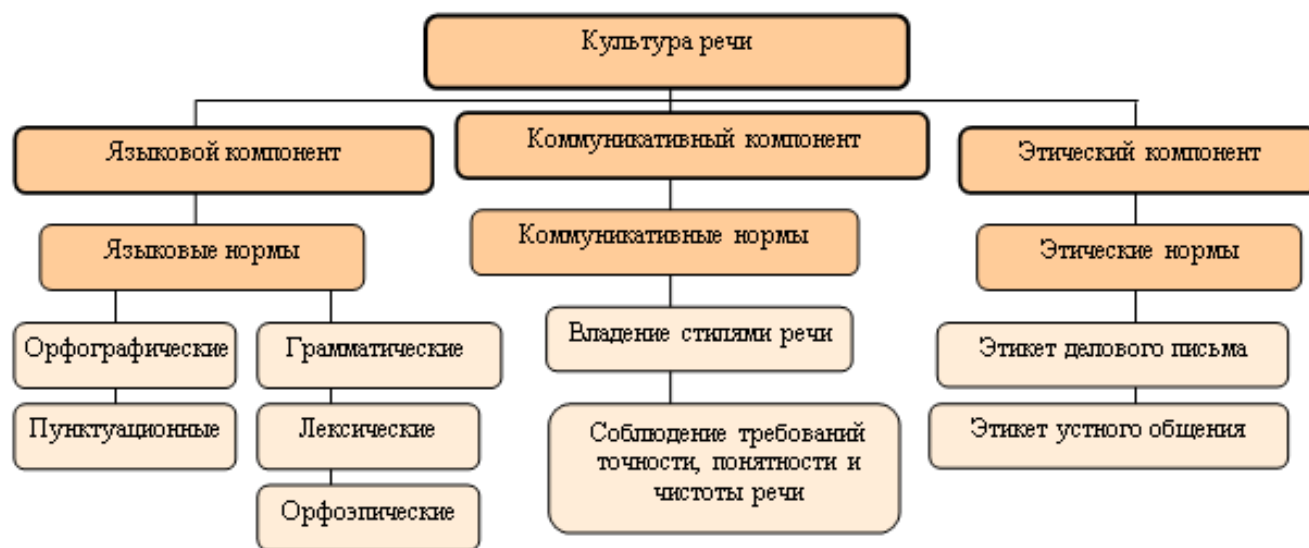 Культура речи
Языковой компонент
Коммуникативный компонент
Этический компонент
Языковые нормы
Коммуникативные нормы
Этические нормы
Орфографические
Грамматические
Владение стилями речи
Этикет делового письма
Пунктуационные
Лексические
Соблюдение требований
точности, понятности и
чистоты речи
Этикет устного общения
Орфоэпические